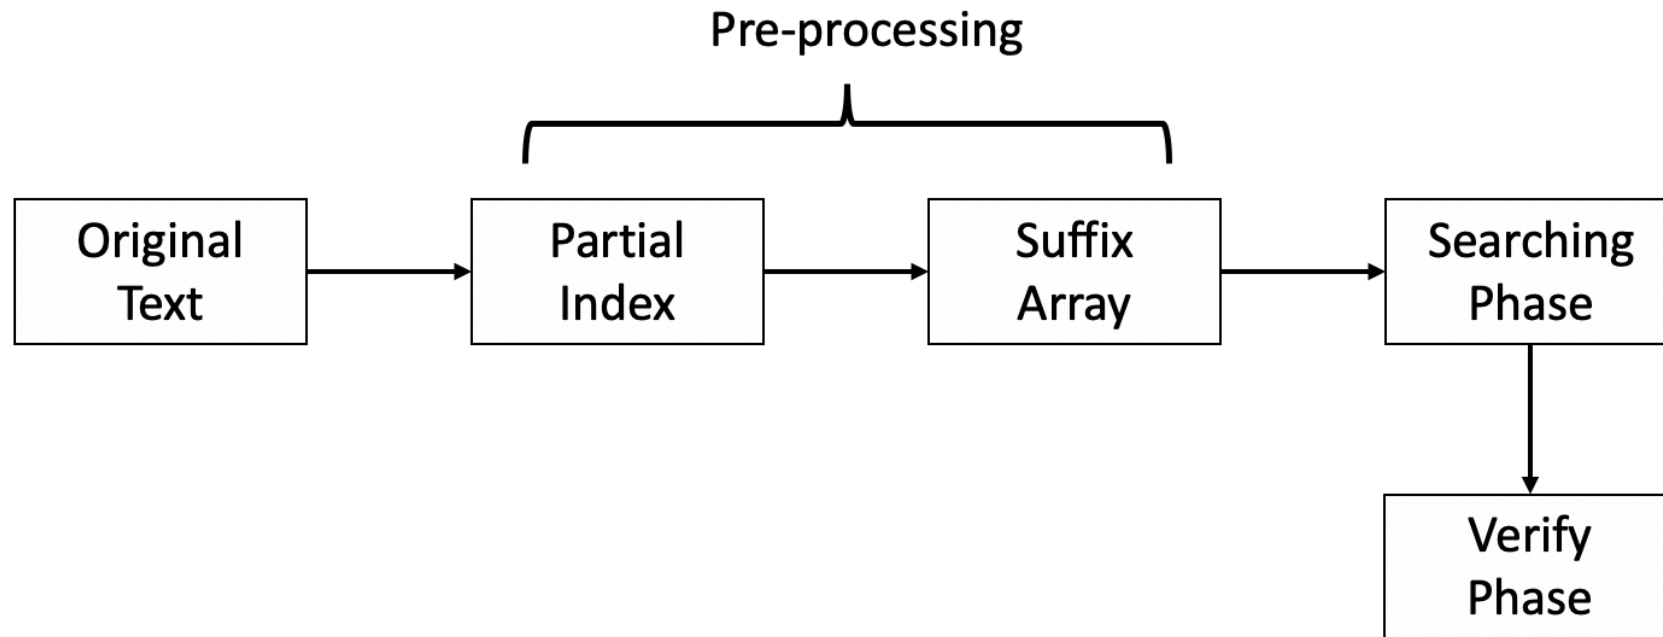 Pre-processing
Original
Text
Partial
Index
Suffix
Array
Searching
Phase
Verify
Phase